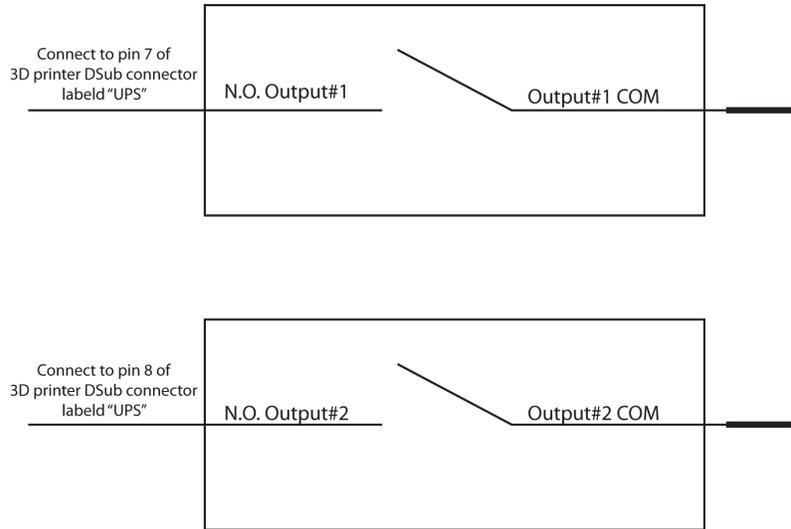 Connect to pin 7 of
3D printer DSub connector
labeld "UPS"
N.O. Output#1
Output#1 COM
Connect to pin 8 of
3D printer DSub connector
labeld "UPS"
N.O. Output#2
Output#2 COM